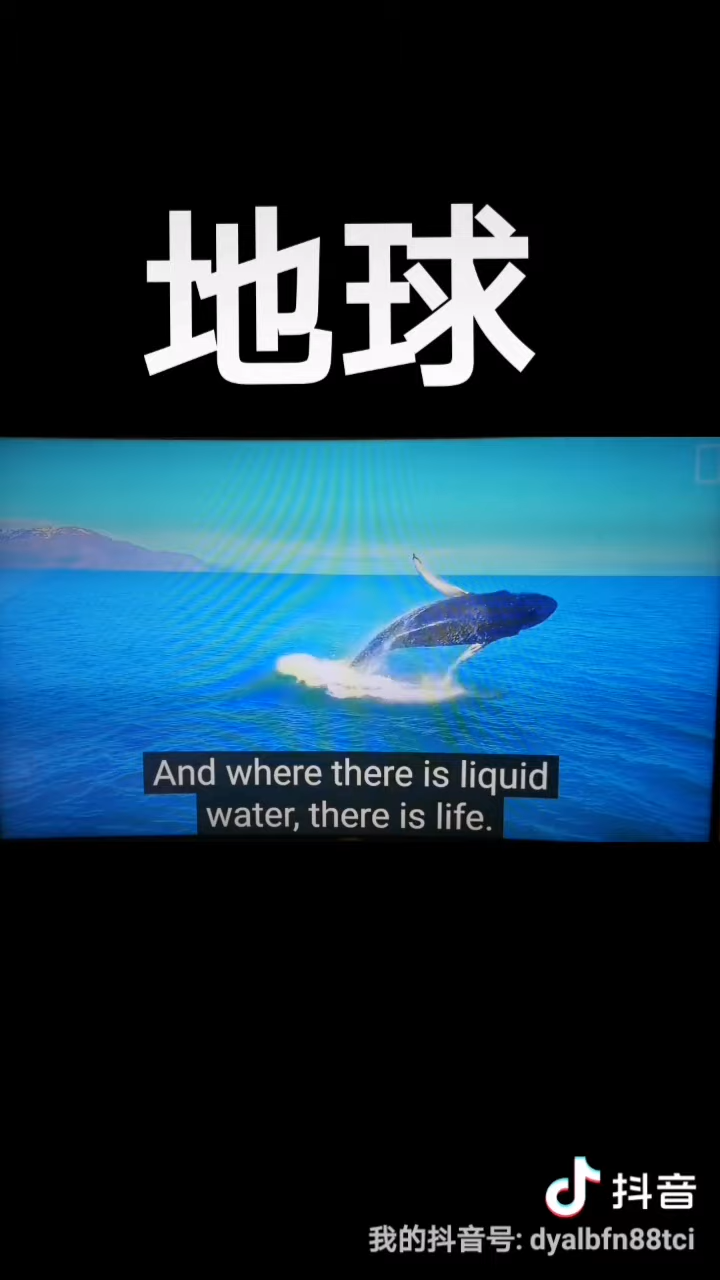 地球
And where there is liquid
water, there is life.
抖音
我的抖音号: dyalbfn88tci